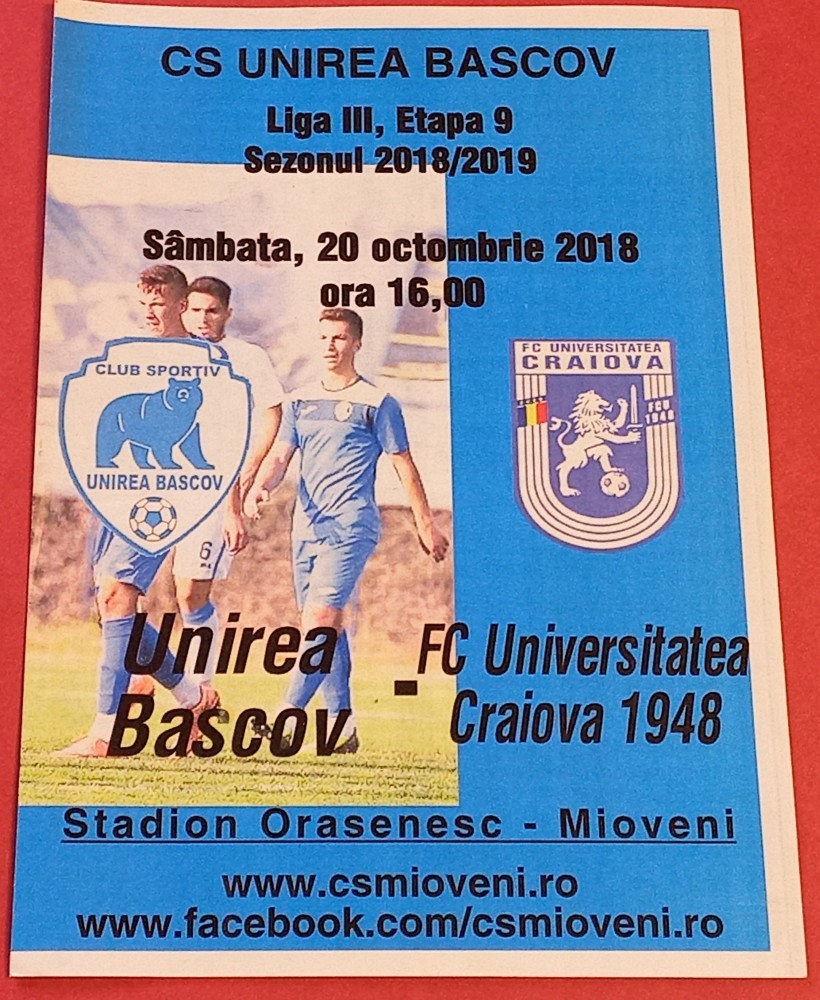 CS UNIREA BASCOV
Liga III, Etapa 9
Sezonul 2018/2019
Sâmbata, 20 octombrie 2018
ora 16,00
CLUB SPORTIV
UNIREA BASCOV
FC UNIVERSITATEA
CRAIOVA
FCU
1948
6
Unirea
Bascov
-
FC Universitatea
Craiova 1948
Stadion Orasenesc - Mioveni
www.csmioveni.ro
www.facebook.com/csmioveni.ro